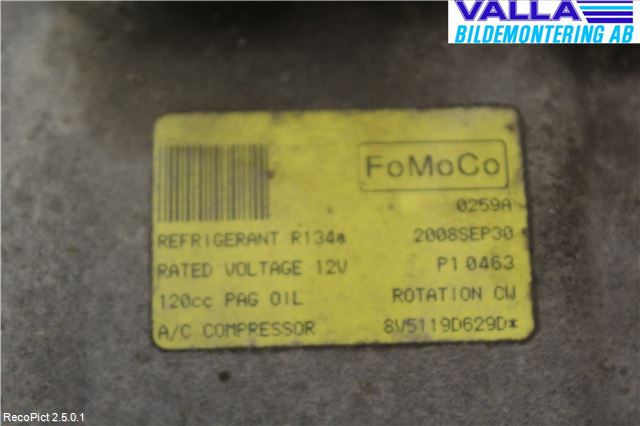 VALLA
BILDEMONTERING AB
FoMoCo
0259A
REFRIGERANT R134a 2008SEP30
RATED VOLTAGE 12V P1 0463
120cc PAG OIL ROTATION CW
A/C COMPRESSOR 8V5119D629D*
RecoPict 2.5.0.1